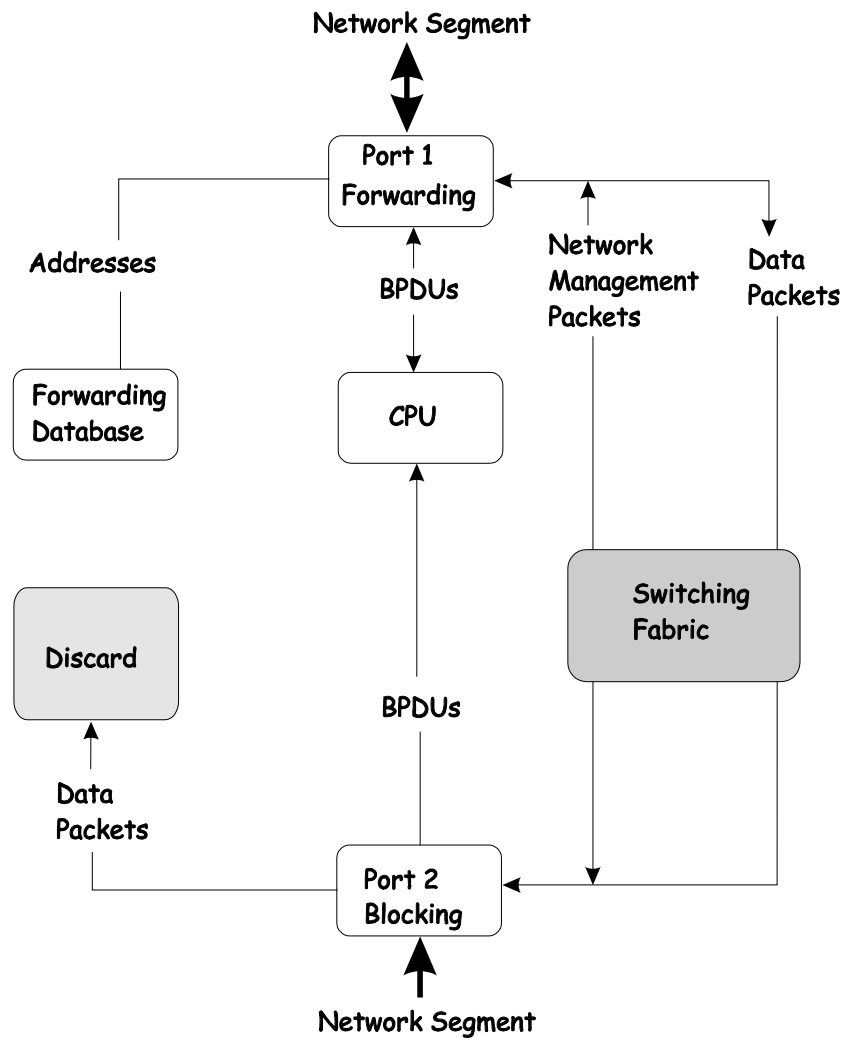 Network Segment
Port 1
Forwarding
Addresses
BPDUs
Network
Management
Packets
Data
Packets
Forwarding
Database
CPU
Switching
Fabric
Discard
BPDUs
Data
Packets
Port 2
Blocking
Network Segment